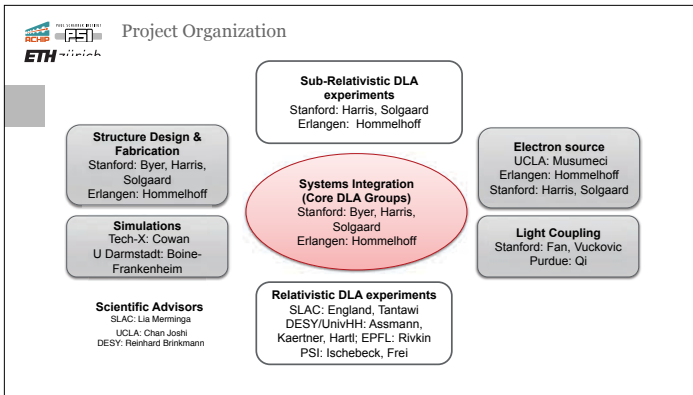 Project Organization
ACHIP
PSI
ETH zürich
Sub-Relativistic DLA
experiments
Stanford: Harris, Solgaard
Erlangen: Hommelhoff
Structure Design &
Fabrication
Stanford: Byer, Harris,
Solgaard
Erlangen: Hommelhoff
Electron source
UCLA: Musumeci
Erlangen: Hommelhoff
Stanford: Harris, Solgaard
Systems Integration
(Core DLA Groups)
Stanford: Byer, Harris,
Solgaard
Erlangen: Hommelhoff
Simulations
Tech-X: Cowan
U Darmstadt: Boine-
Frankenheim
Light Coupling
Stanford: Fan, Vuckovic
Purdue: Qi
Scientific Advisors
SLAC: Lia Merminga
UCLA: Chan Joshi
DESY: Reinhard Brinkmann
Relativistic DLA experiments
SLAC: England, Tantawi
DESY/UnivHH: Assmann,
Kaertner, Hartl; EPFL: Rivkin
PSI: Ischebeck, Frei